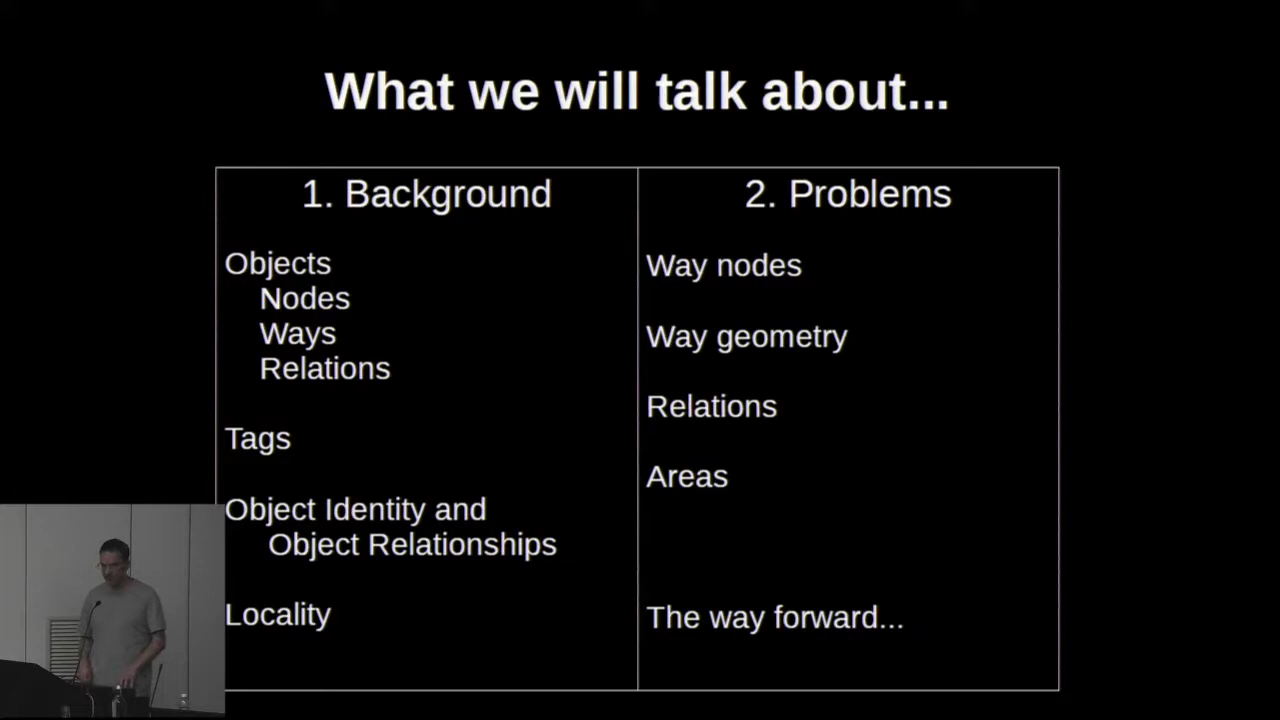 What we will talk about...
1. Background
Objects
Nodes
Ways
Relations
Tags
Object Identity and
Object Relationships
Locality
2. Problems
Way nodes
Way geometry
Relations
Areas
The way forward...